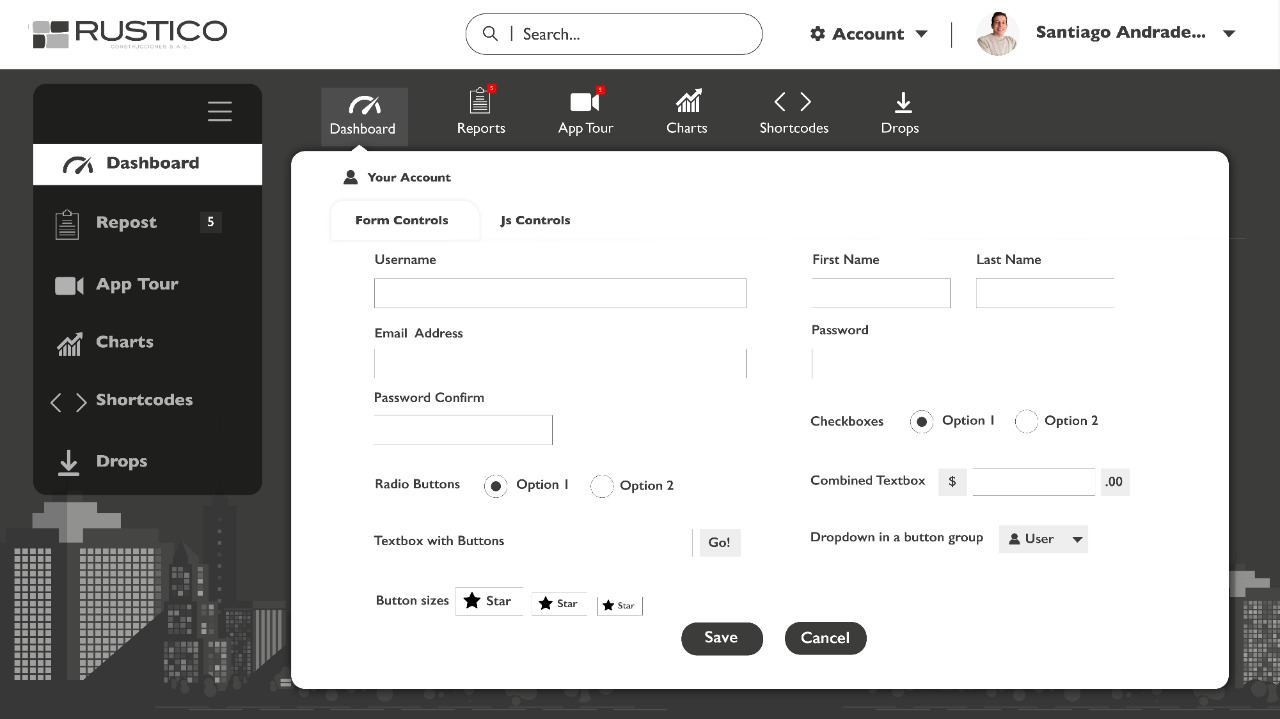 RUSTICO
CONSTRUCCIONES S.A.S.
Search...
Account
Santiago Andrade...
Dashboard
Repost 5
App Tour
Charts
Shortcodes
Drops
5
5
Dashboard Reports App Tour Charts Shortcodes Drops
Your Account
Form Controls Js Controls
Username
First Name Last Name
Email Address
Password
Password Confirm
Checkboxes Option 1 Option 2
Radio Buttons Option 1 Option 2
Combined Textbox $ .00
Textbox with Buttons Go!
Dropdown in a button group User
Button sizes Star Star Star
Save Cancel